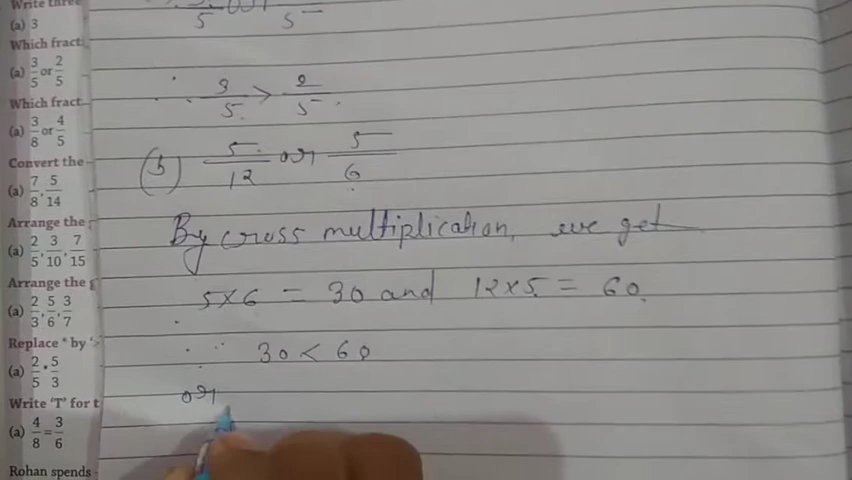 Write three
(a) 3
Which fract
(a) 3/5 or 2/5
Which fract
(a) 3/8 or 4/5
Convert the
(a) 7/8, 5/14
Arrange the
(a) 2/5, 3/10, 7/15
Arrange the g
(a) 2/3, 5/6, 3/7
Replace * by '>
(a) 2/5 * 5/3
Write 'T' for t
(a) 4/8 = 3/6
Rohan spends
∴ 3/5 > 2/5
5/12 or 5/6
By cross multiplication, we get
5×6 = 30 and 12×5 = 60.
∵ 30 < 60
or